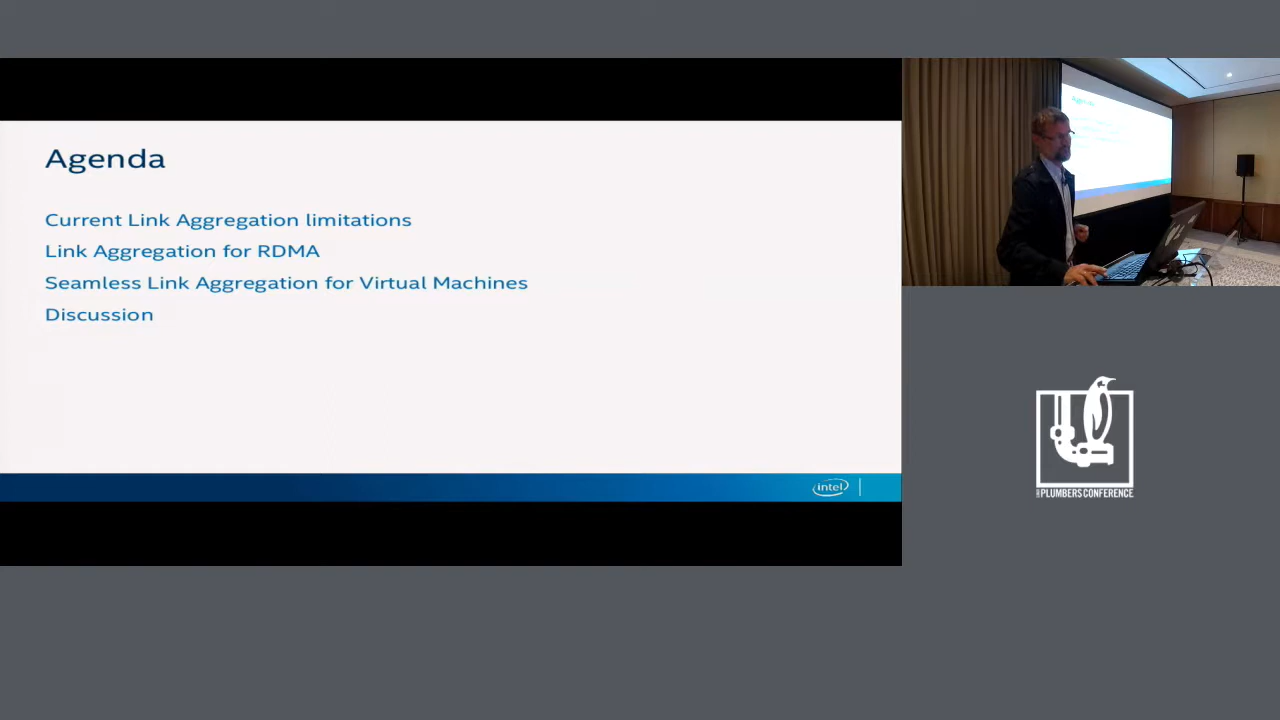 Agenda
Current Link Aggregation limitations
Link Aggregation for RDMA
Seamless Link Aggregation for Virtual Machines
Discussion
intel
PLUMBERS CONFERENCE